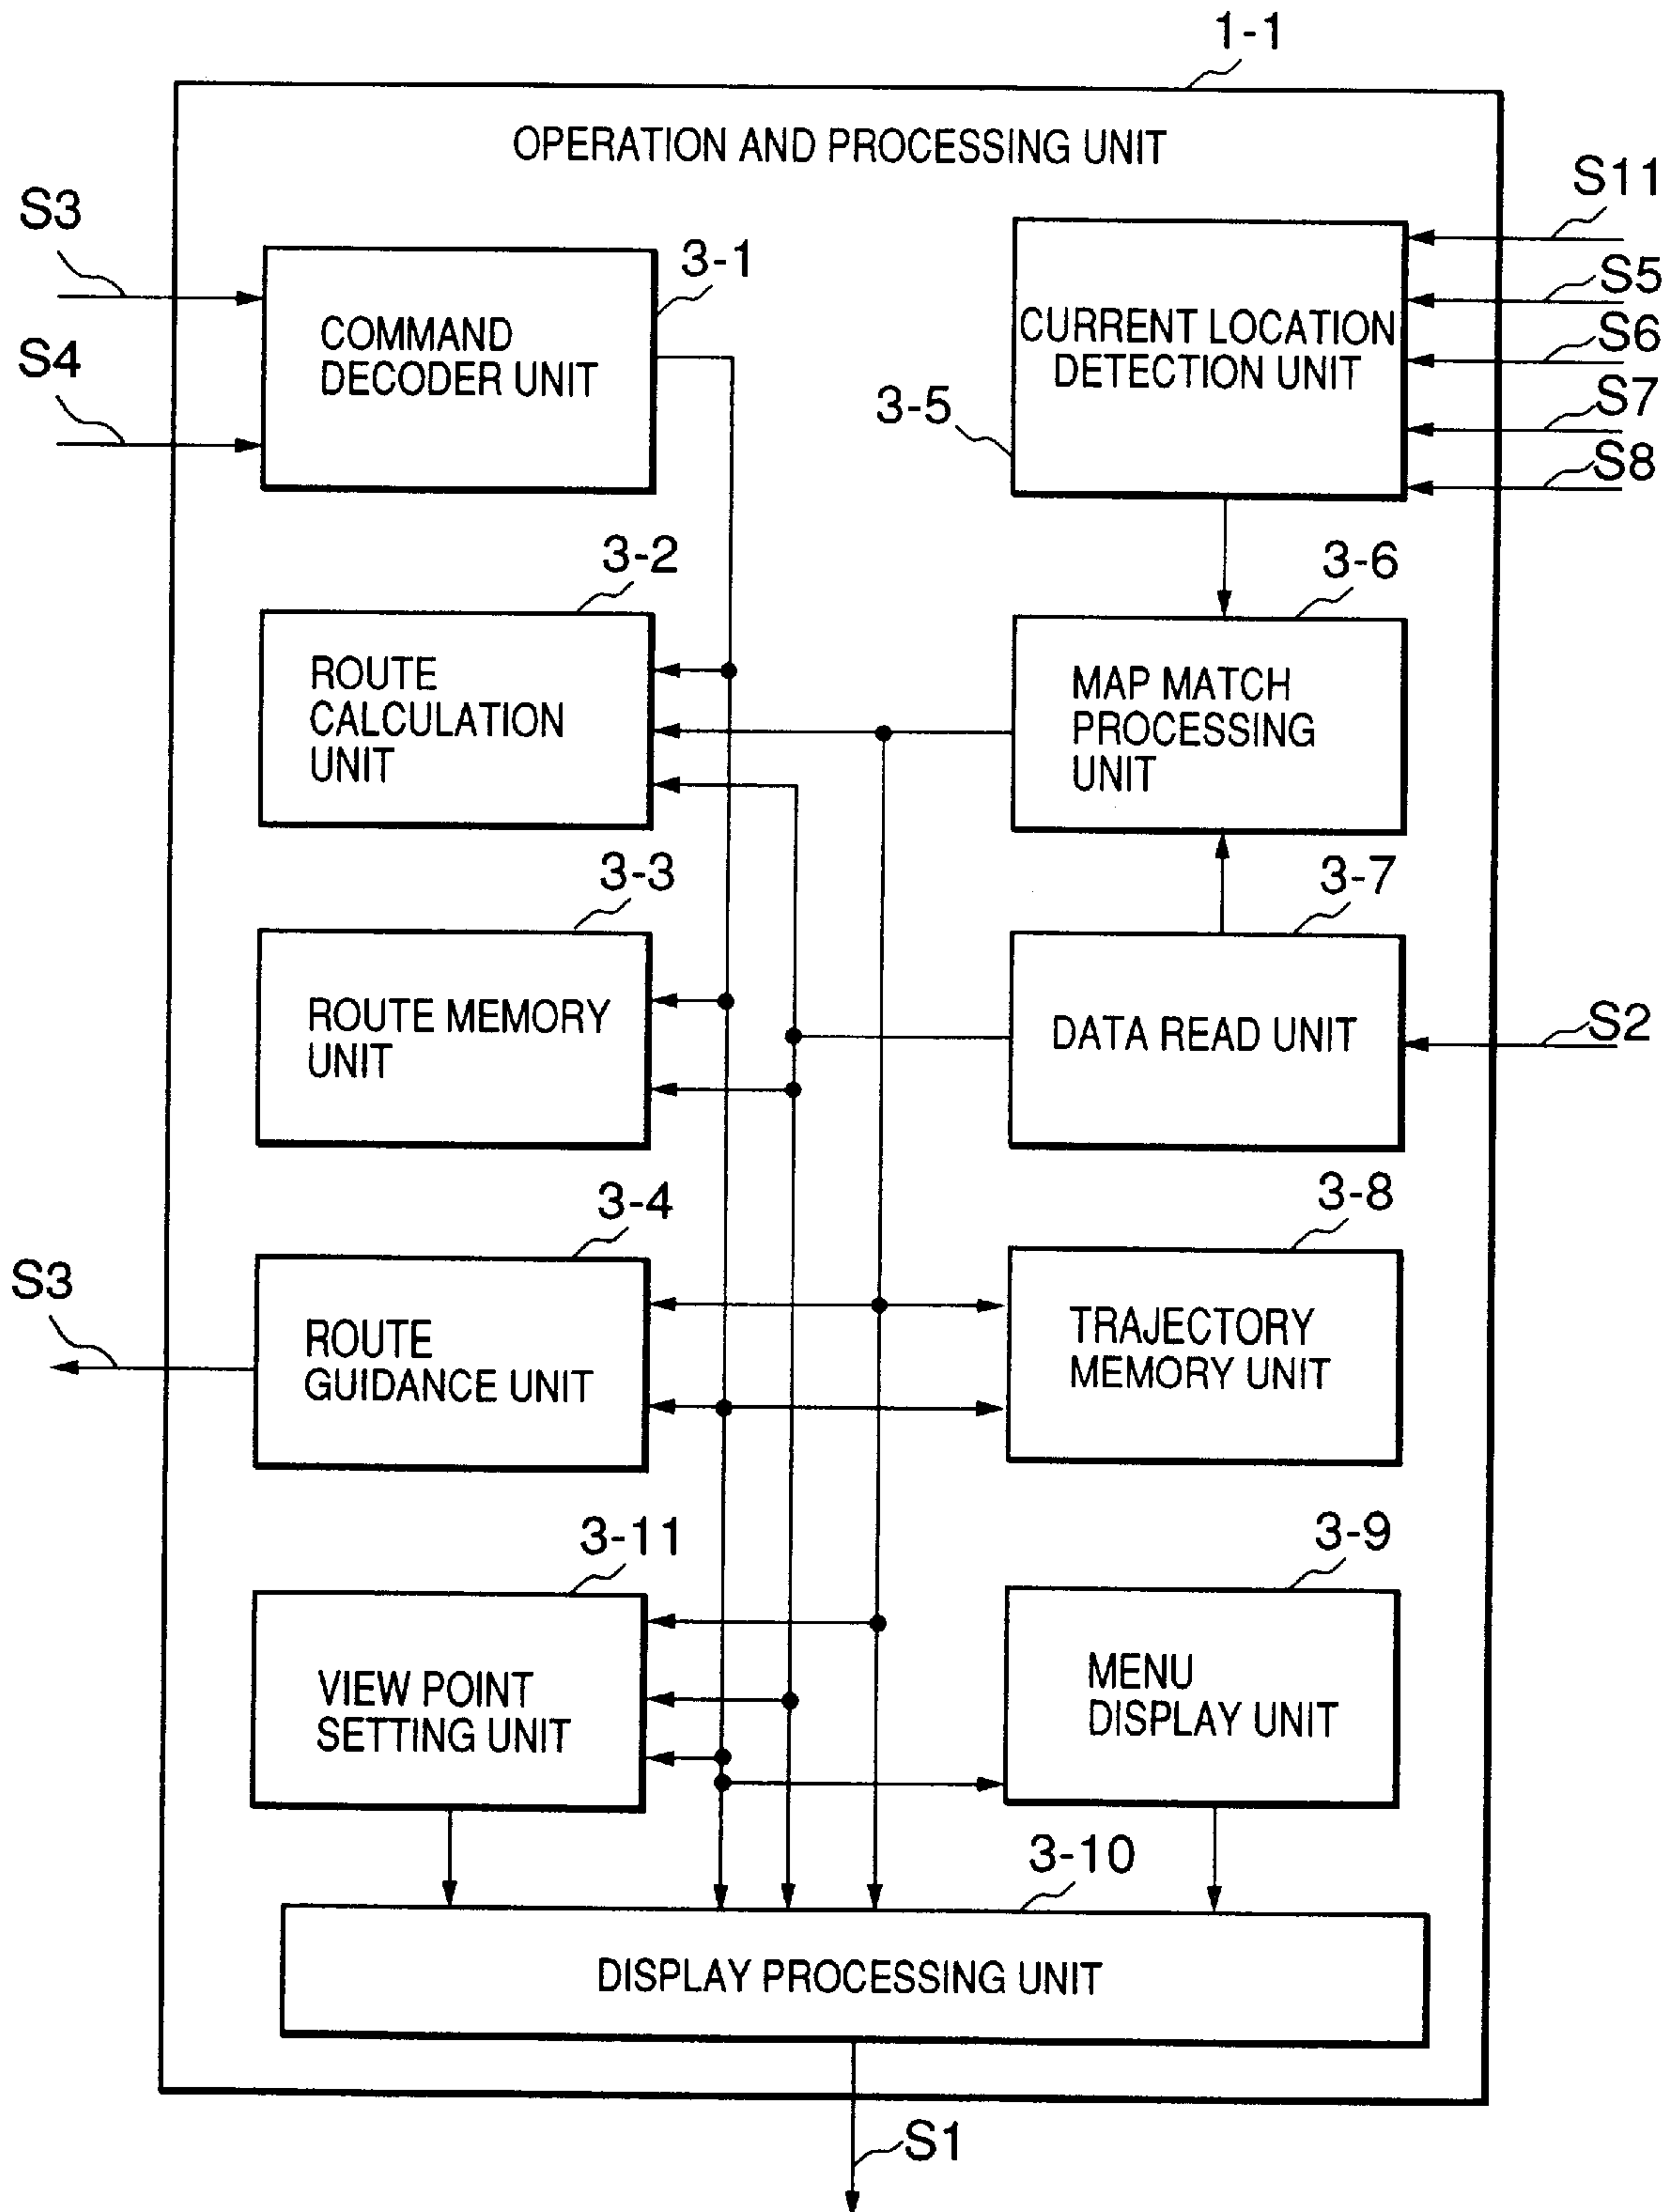 1-1
OPERATION AND PROCESSING UNIT
S3
S4
3-1
COMMAND
DECODER UNIT
S11
S5
S6
S7
S8
CURRENT LOCATION
DETECTION UNIT
3-5
3-2
ROUTE
CALCULATION
UNIT
3-6
MAP MATCH
PROCESSING
UNIT
3-3
ROUTE MEMORY
UNIT
3-7
DATA READ UNIT
S2
3-4
S3
ROUTE
GUIDANCE UNIT
3-8
TRAJECTORY
MEMORY UNIT
3-11
VIEW POINT
SETTING UNIT
3-9
MENU
DISPLAY UNIT
3-10
DISPLAY PROCESSING UNIT
S1